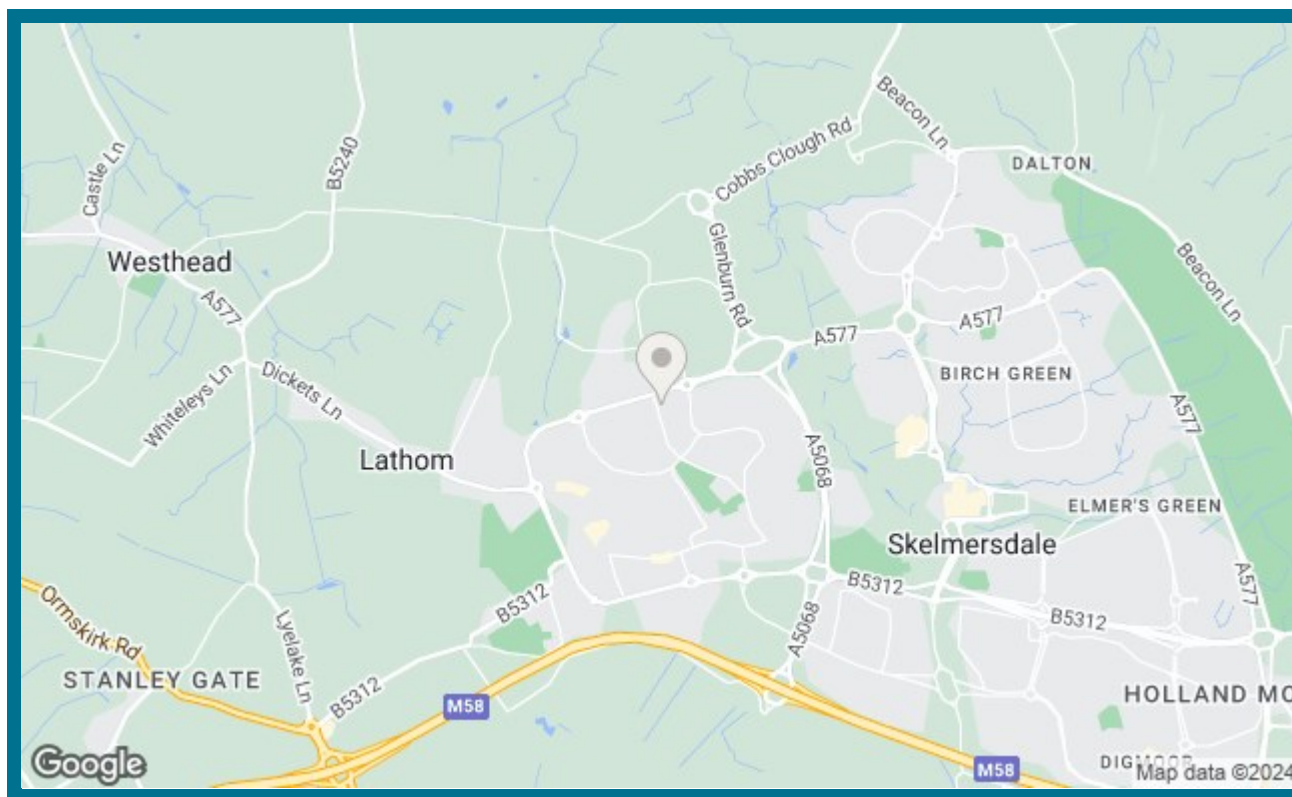 Beacon Ln
Cobbs Clough Rd
DALTON
Castle Ln
B5240
Westhead
Glenburn Rd
Beacon Ln
A577
A577
A577
Whiteleys Ln
Dickets Ln
BIRCH GREEN
A577
Lathom
A5068
ELMER'S GREEN
Skelmersdale
B5312
B5312
A577
Ormskirk Rd
Lyelake Ln
B5312
A5068
STANLEY GATE
B5312
M58
HOLLAND MO
Google
M58
DIGMOOR
Map data ©2024